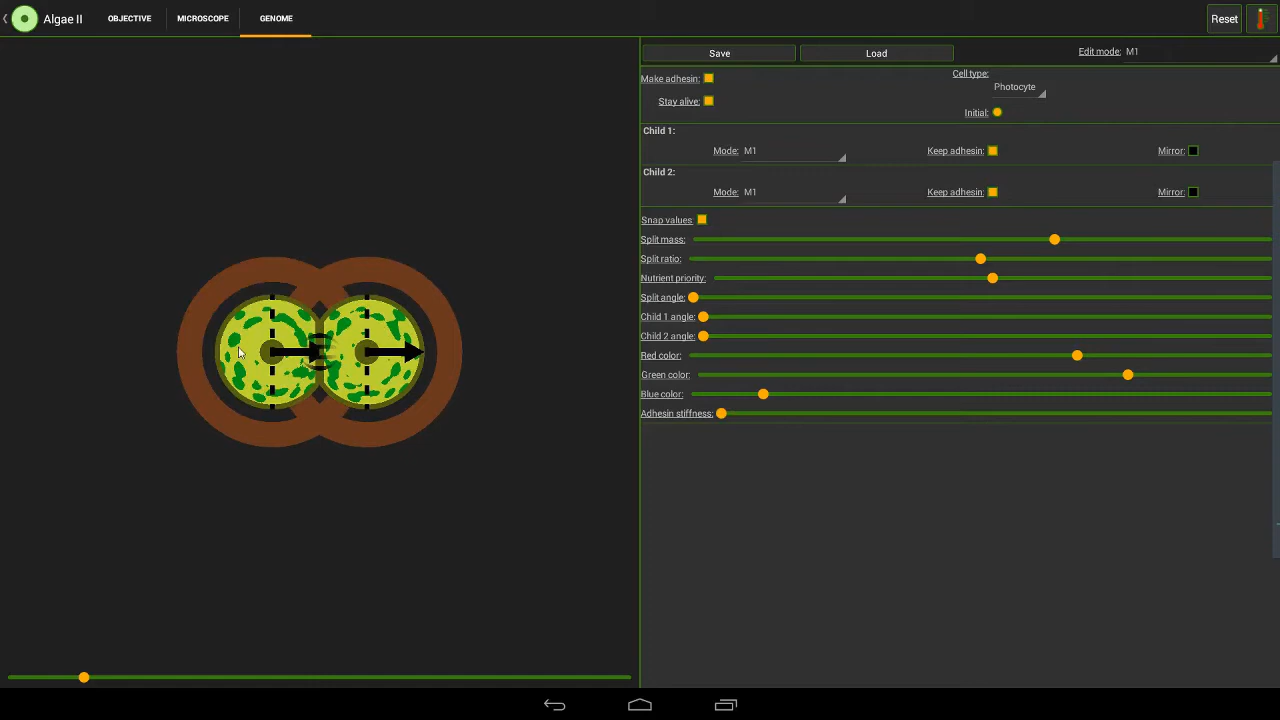 Algae II OBJECTIVE MICROSCOPE GENOME Reset
Save Load Edit mode: M1
Make adhesin: Cell type:
Photocyte
Stay alive:
Initial:
Child 1:
Mode: M1 Keep adhesin: Mirror:
Child 2:
Mode: M1 Keep adhesin: Mirror:
Snap values
Split mass:
Split ratio:
Nutrient priority:
Split angle:
Child 1 angle:
Child 2 angle:
Red color:
Green color:
Blue color:
Adhesin stiffness: